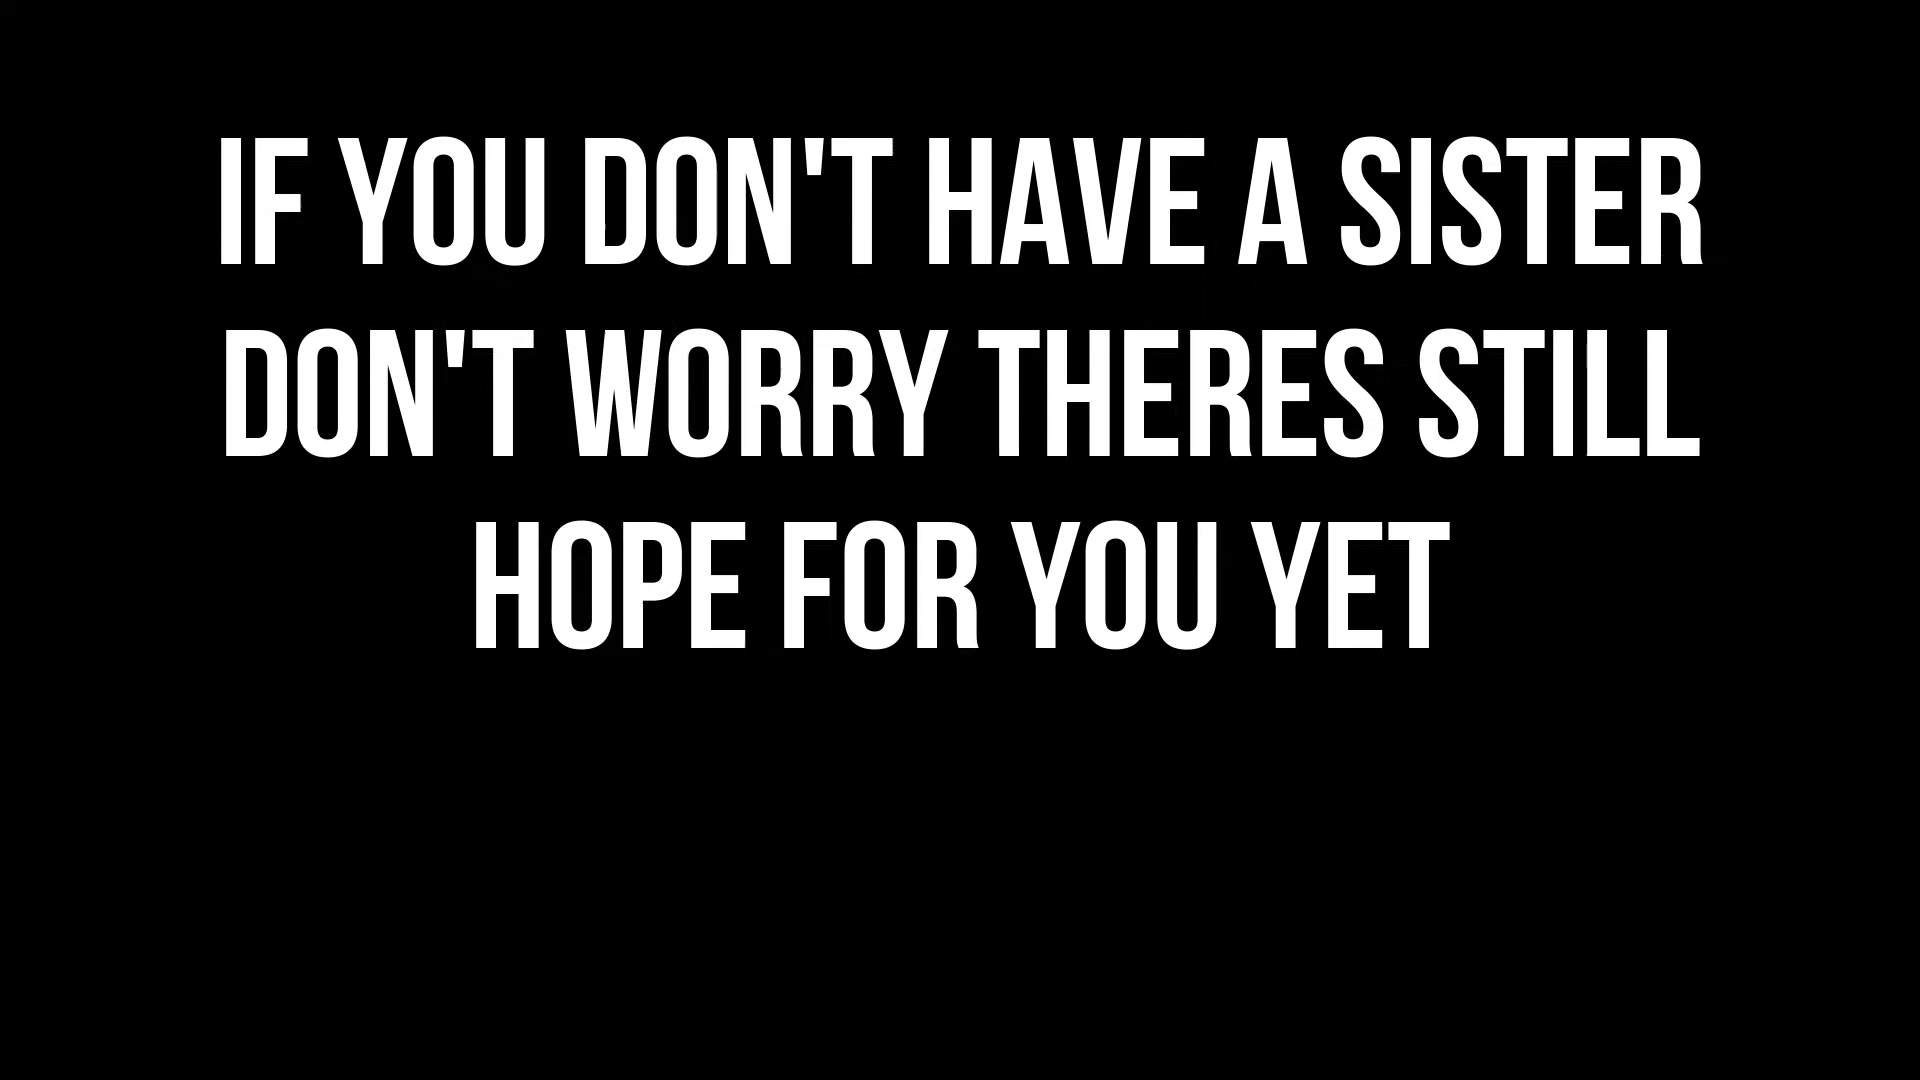 IF YOU DON'T HAVE A SISTER
DON'T WORRY THERES STILL
HOPE FOR YOU YET